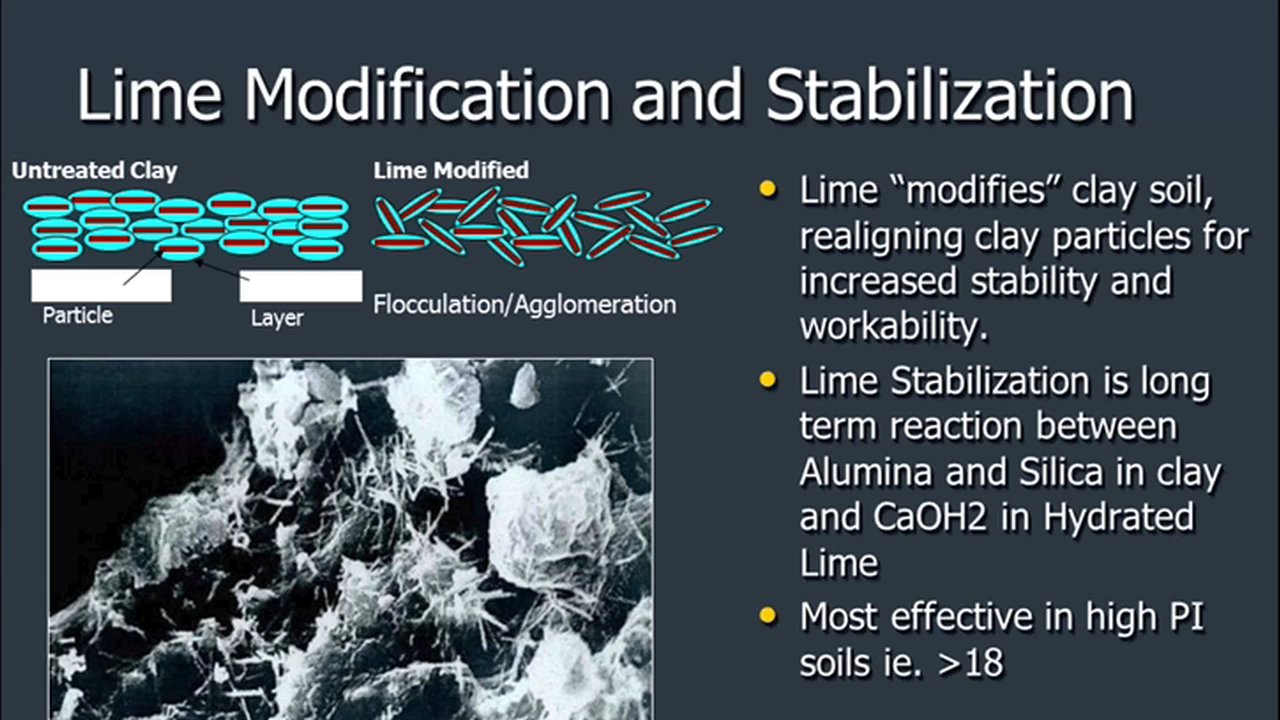 Lime Modification and Stabilization
Untreated Clay
Lime Modified
Particle
Layer
Flocculation/Agglomeration
• Lime “modifies” clay soil,
realigning clay particles for
increased stability and
workability.
• Lime Stabilization is long
term reaction between
Alumina and Silica in clay
and CaOH2 in Hydrated
Lime
• Most effective in high PI
soils ie. >18